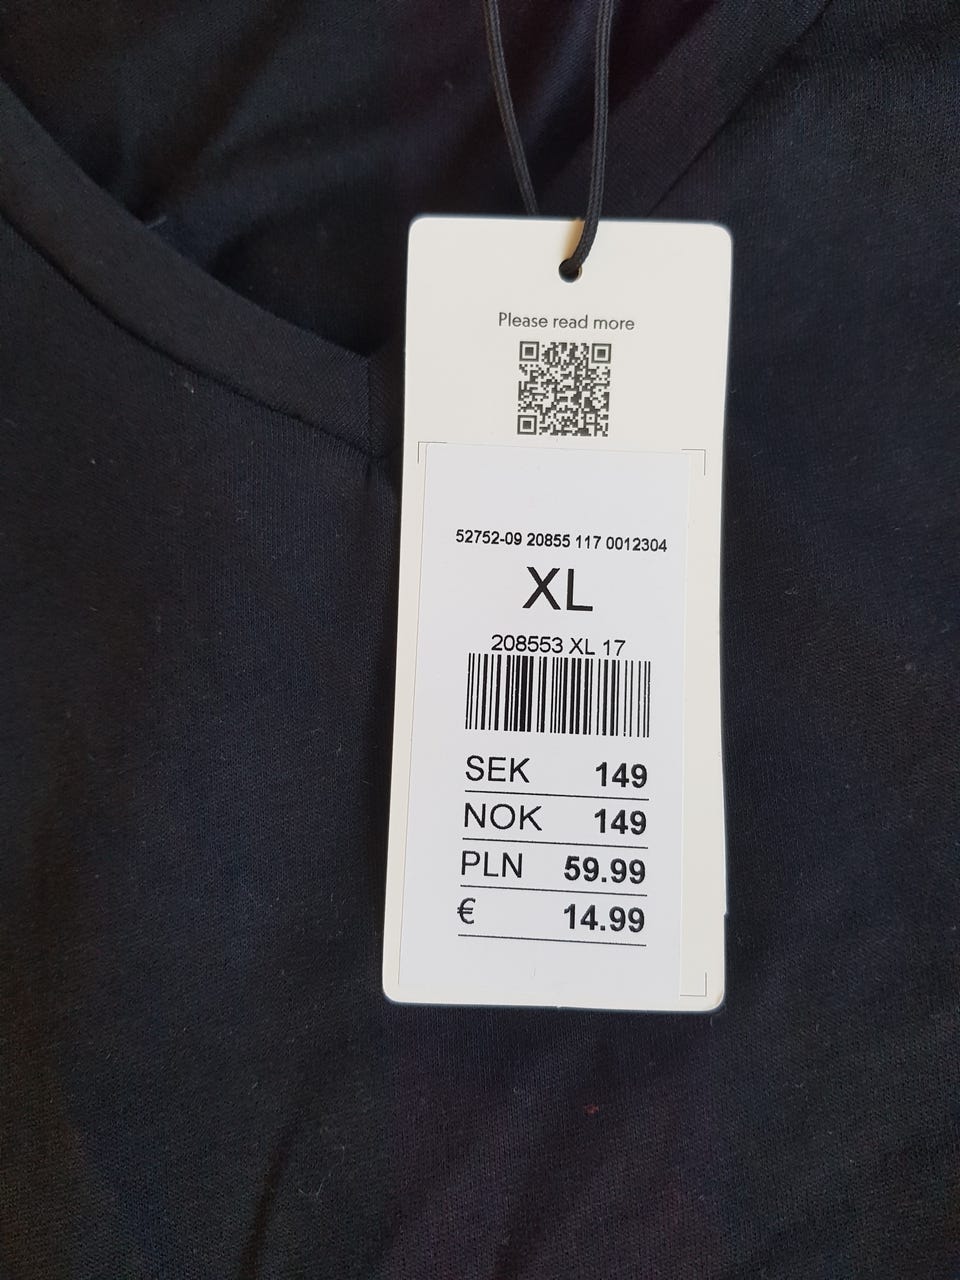 Please read more
52752-09 20855 117 0012304
XL
208553 XL 17
SEK 149
NOK 149
PLN 59.99
€ 14.99